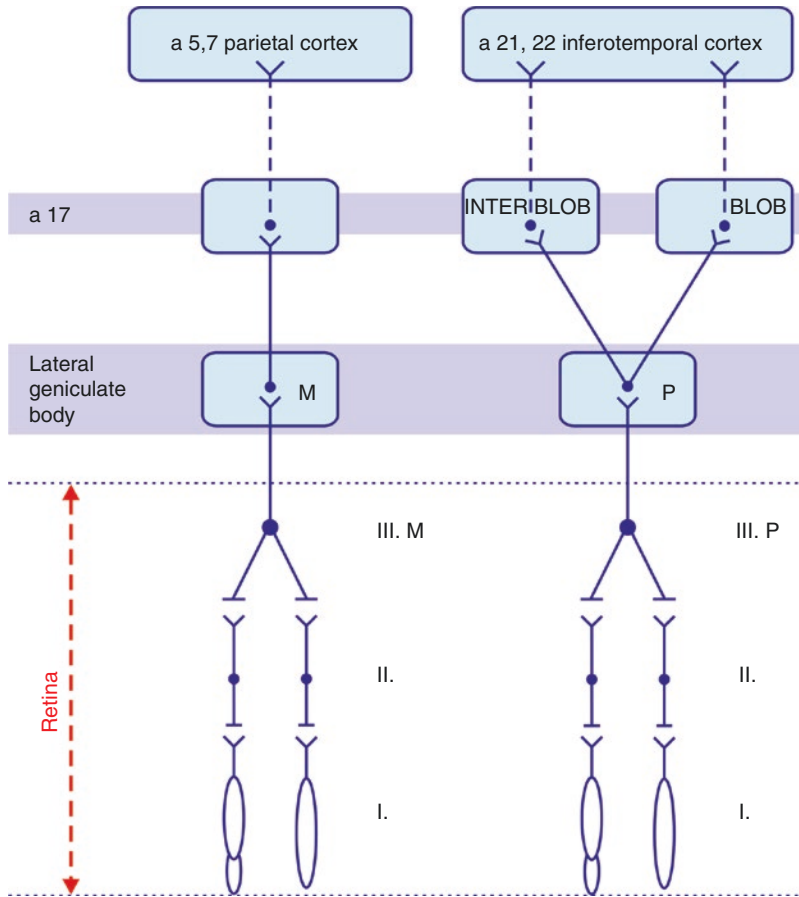 a 5,7 parietal cortex
a 21, 22 inferotemporal cortex
a 17
INTERBLOB
BLOB
Lateral
geniculate
body
M
P
III. M
III. P
Retina
II.
II.
I.
I.